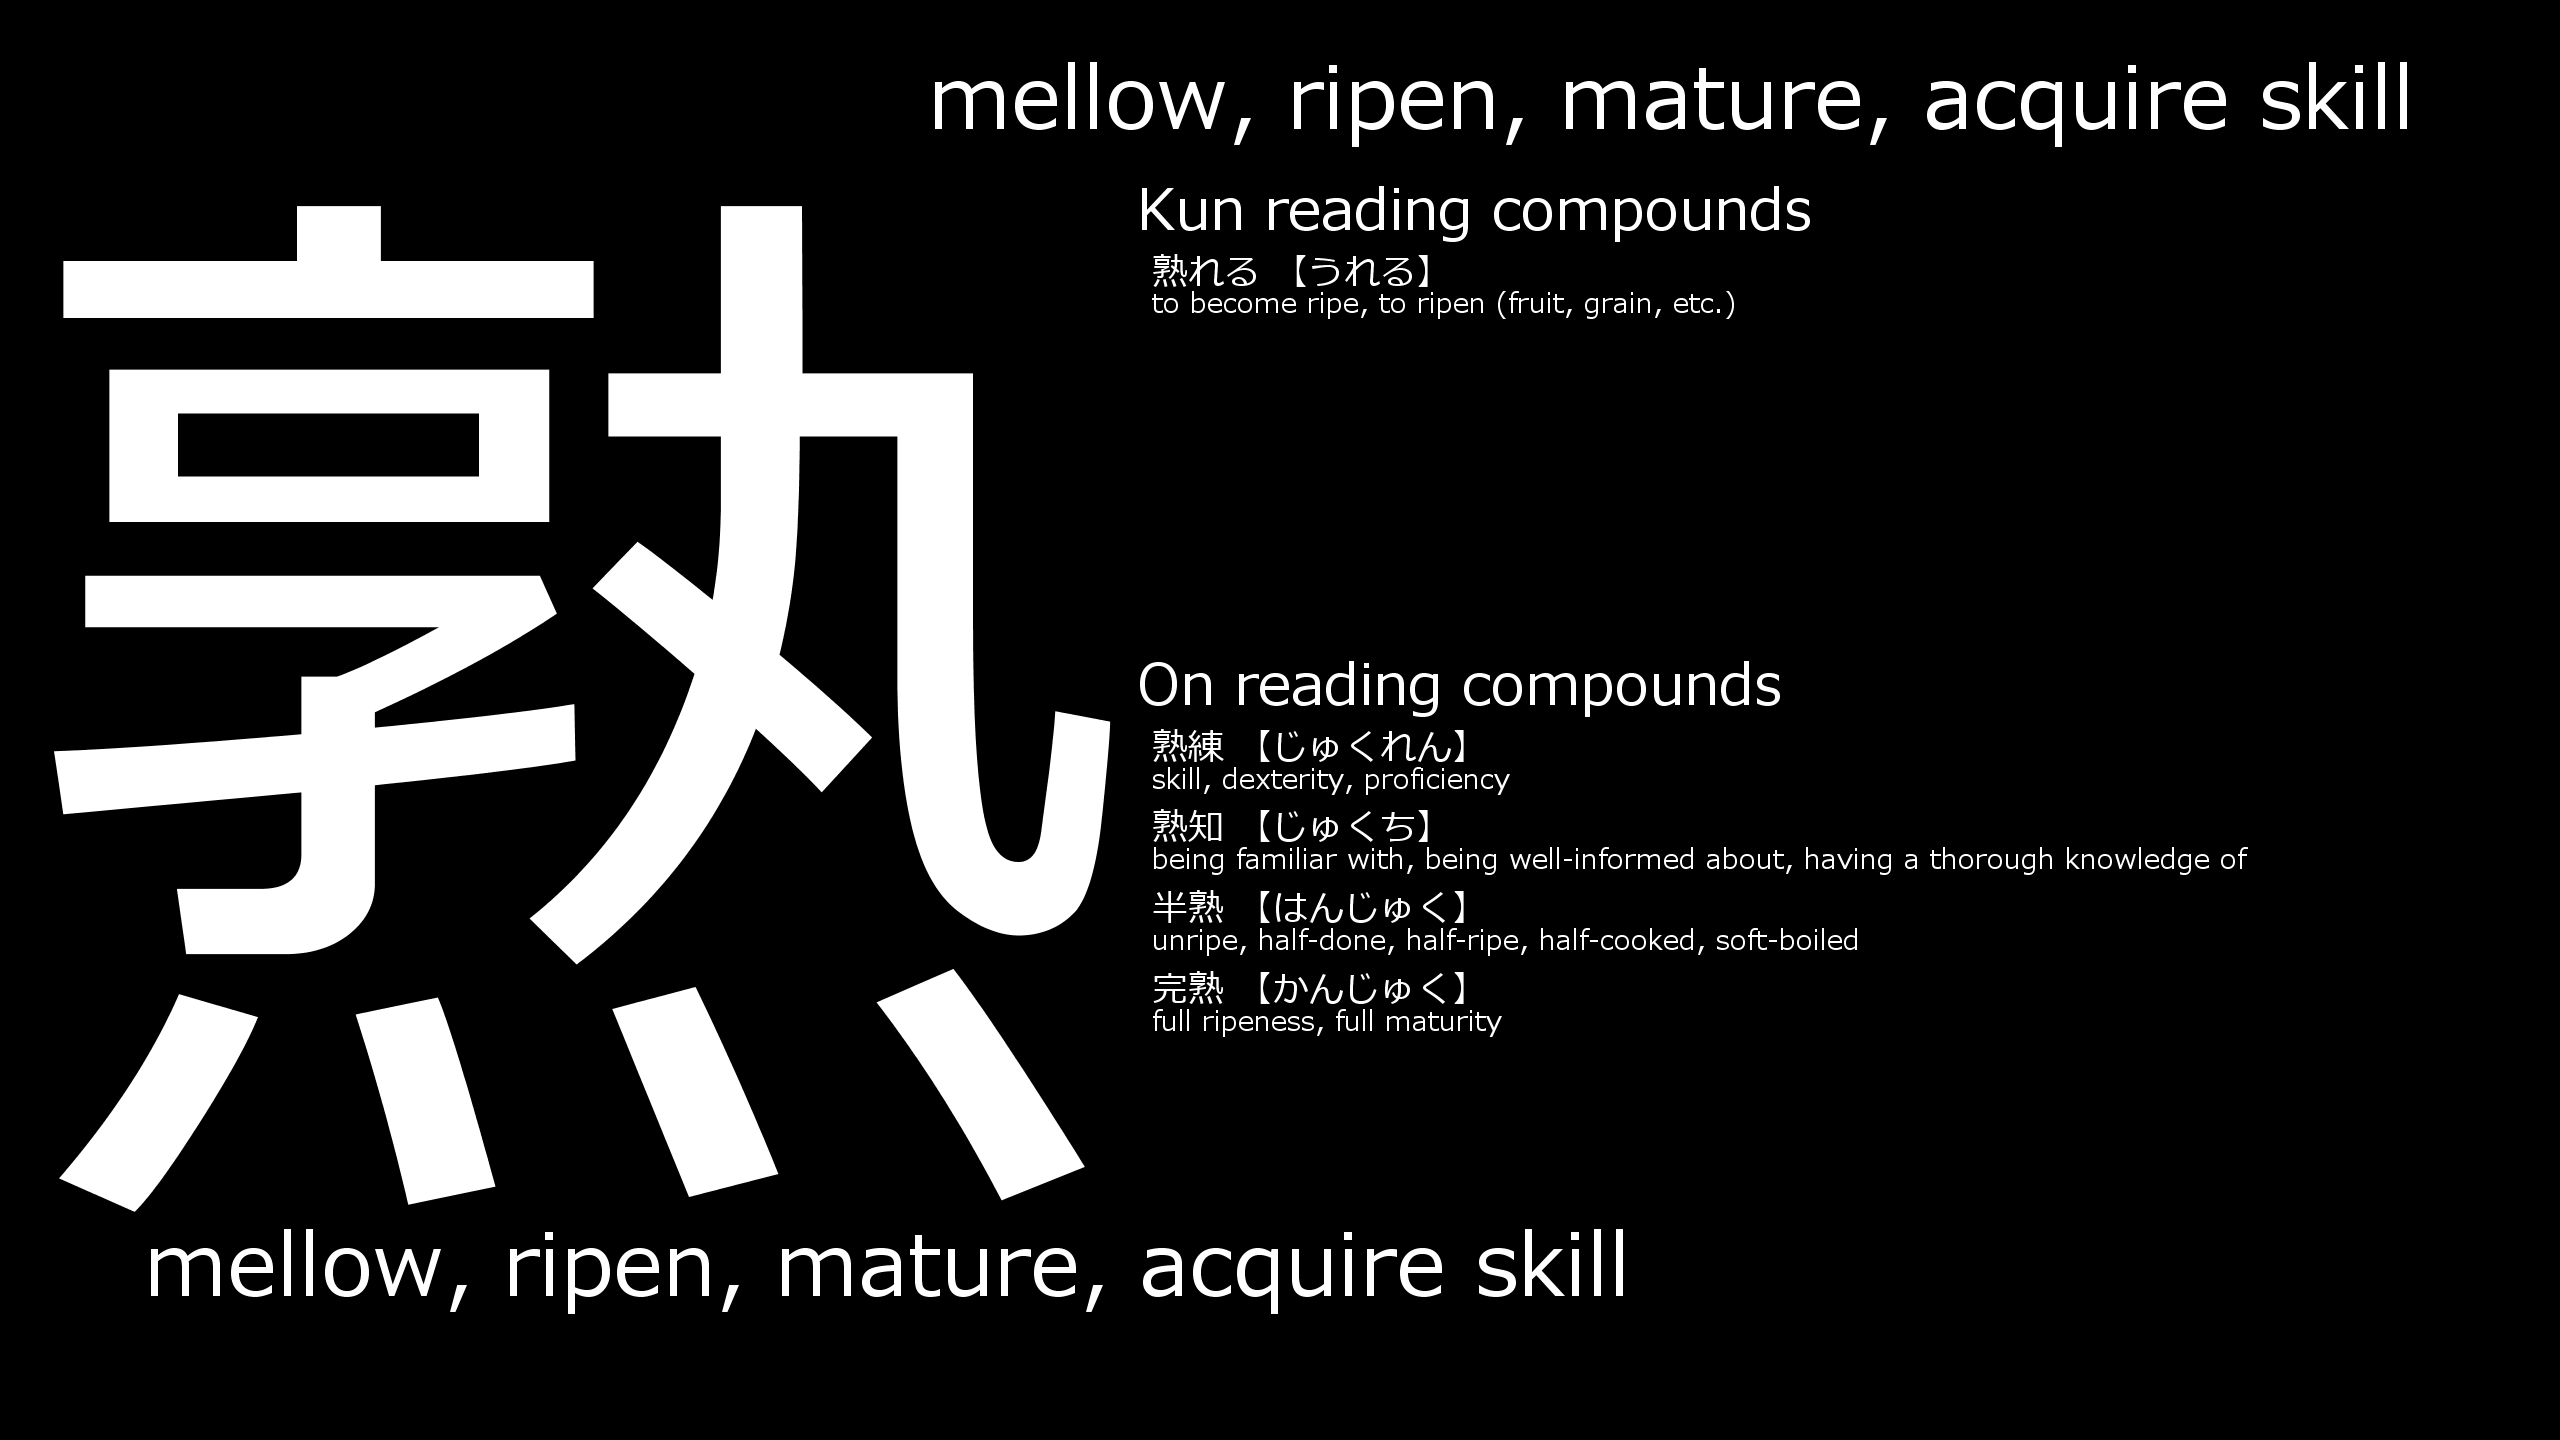 mellow, ripen, mature, acquire skill
熟
Kun reading compounds
熟れる 【うれる】
to become ripe, to ripen (fruit, grain, etc.)
On reading compounds
熟練 【じゅくれん】
skill, dexterity, proficiency
熟知 【じゅくち】
being familiar with, being well-informed about, having a thorough knowledge of
半熟 【はんじゅく】
unripe, half-done, half-ripe, half-cooked, soft-boiled
完熟 【かんじゅく】
full ripeness, full maturity
mellow, ripen, mature, acquire skill